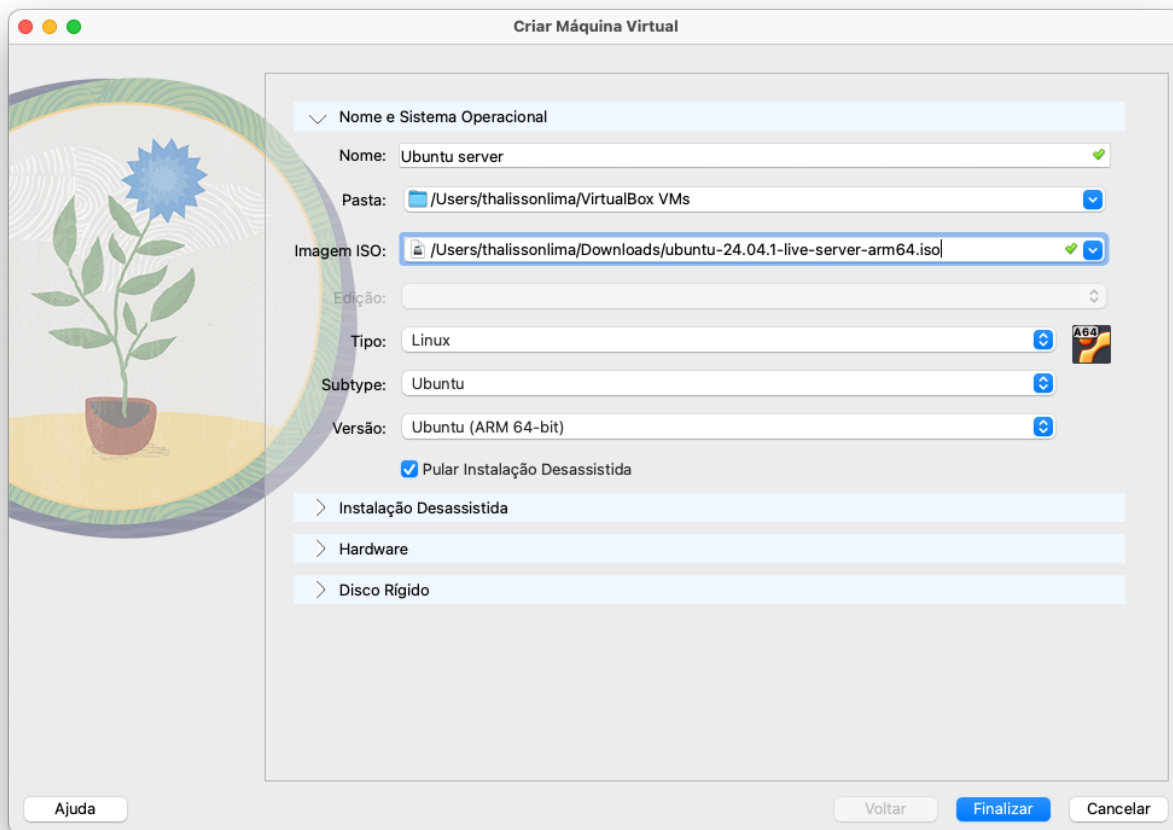 Criar Máquina Virtual
Nome e Sistema Operacional
Nome: Ubuntu server
Pasta: /Users/thalissonlima/VirtualBox VMs
Imagem ISO: /Users/thalissonlima/Downloads/ubuntu-24.04.1-live-server-arm64.iso
Edição:
Tipo: Linux
A64
Subtype: Ubuntu
Versão: Ubuntu (ARM 64-bit)
Pular Instalação Desassistida
Instalação Desassistida
Hardware
Disco Rígido
Ajuda Voltar Finalizar Cancelar